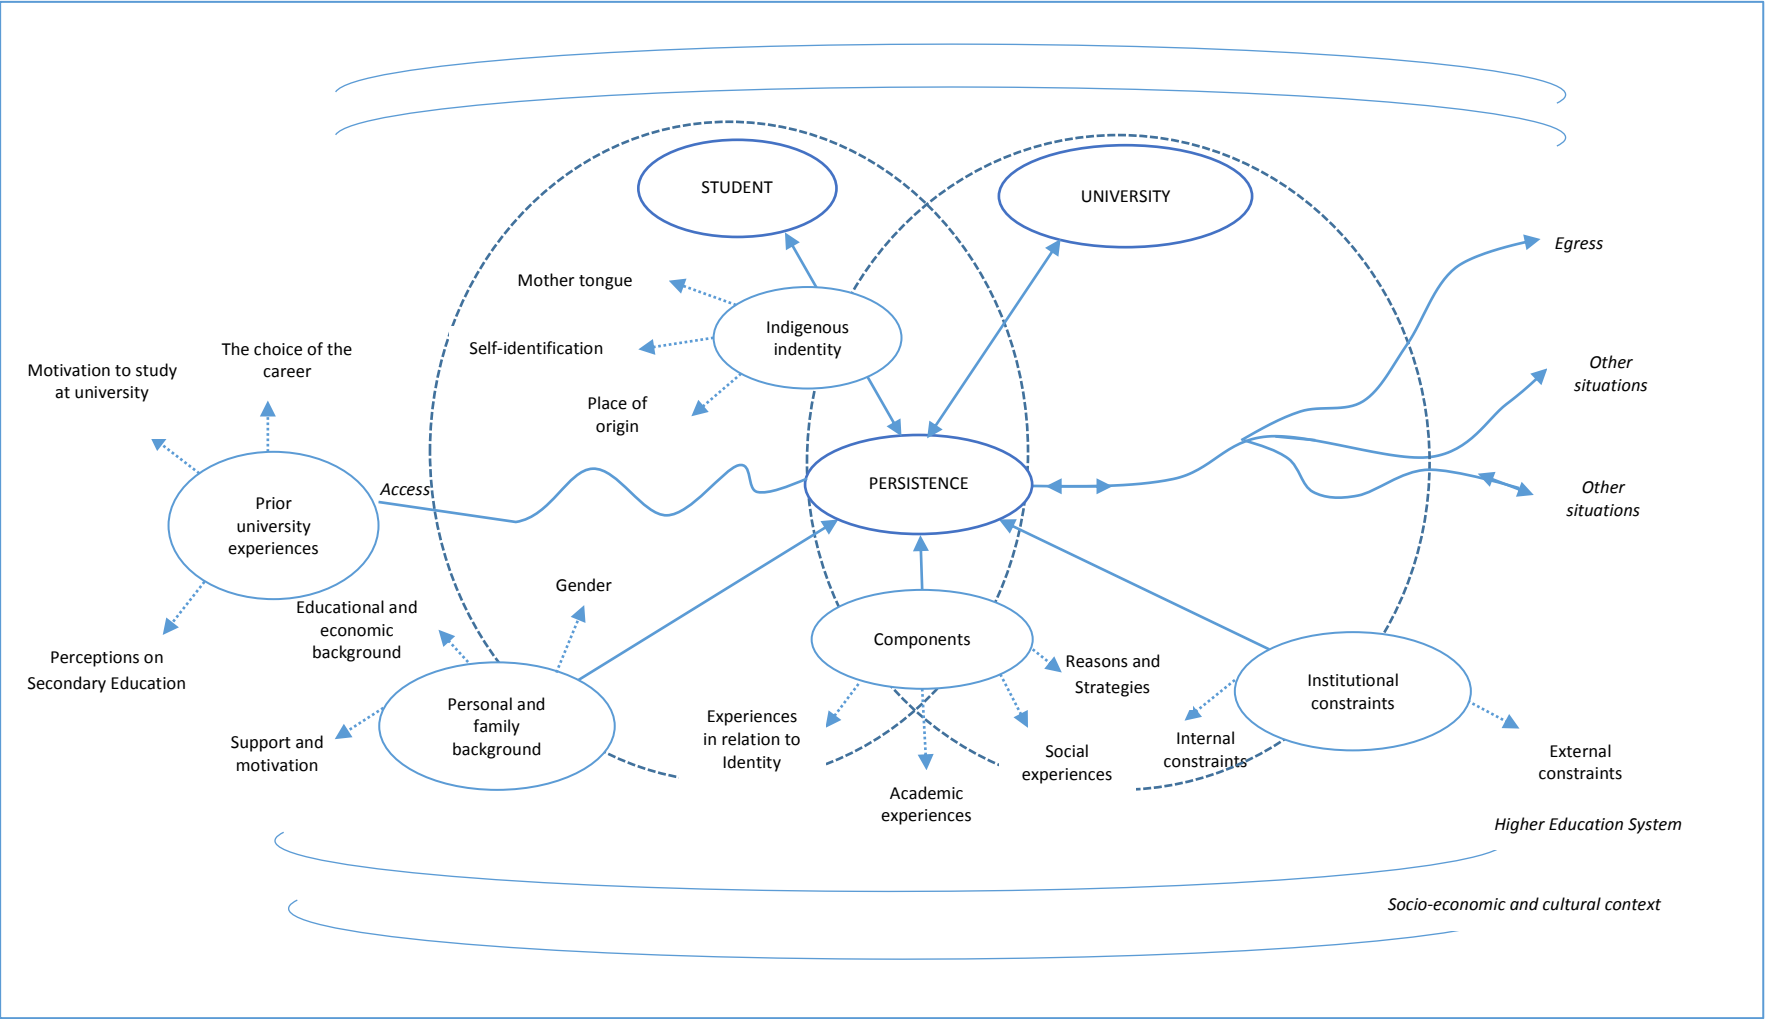 STUDENT
UNIVERSITY
Egress
Mother tongue
Indigenous
indentity
Self-identification
The choice of the
career
Motivation to study
at university
Other
situations
Place of
origin
Access
PERSISTENCE
Prior
university
experiences
Other
situations
Gender
Educational and
economic
background
Components
Perceptions on
Secondary Education
Reasons and
Strategies
Institutional
constraints
Personal and
family
background
Experiences
in relation to
Identity
Support and
motivation
Internal
constraints
Social
experiences
External
constraints
Academic
experiences
Higher Education System
Socio-economic and cultural context